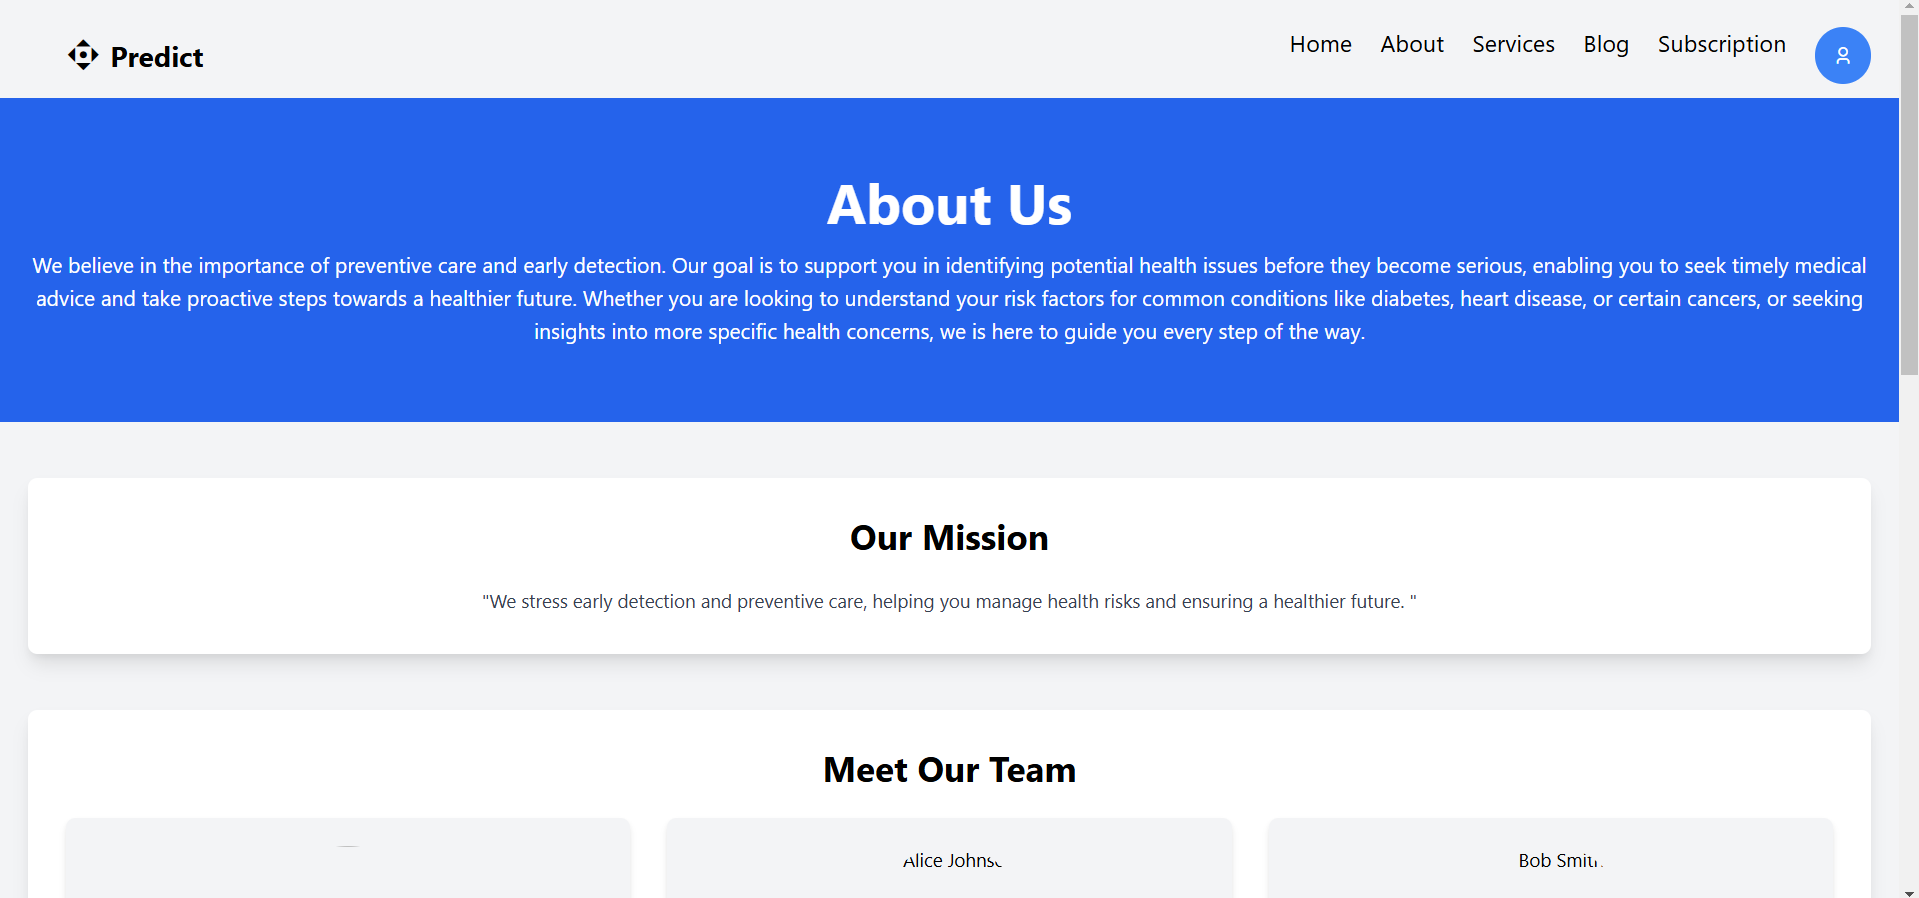 Predict
Home About Services Blog Subscription
About Us
We believe in the importance of preventive care and early detection. Our goal is to support you in identifying potential health issues before they become serious, enabling you to seek timely medical
advice and take proactive steps towards a healthier future. Whether you are looking to understand your risk factors for common conditions like diabetes, heart disease, or certain cancers, or seeking
insights into more specific health concerns, we is here to guide you every step of the way.
Our Mission
"We stress early detection and preventive care, helping you manage health risks and ensuring a healthier future. "
Meet Our Team
Alice Bob